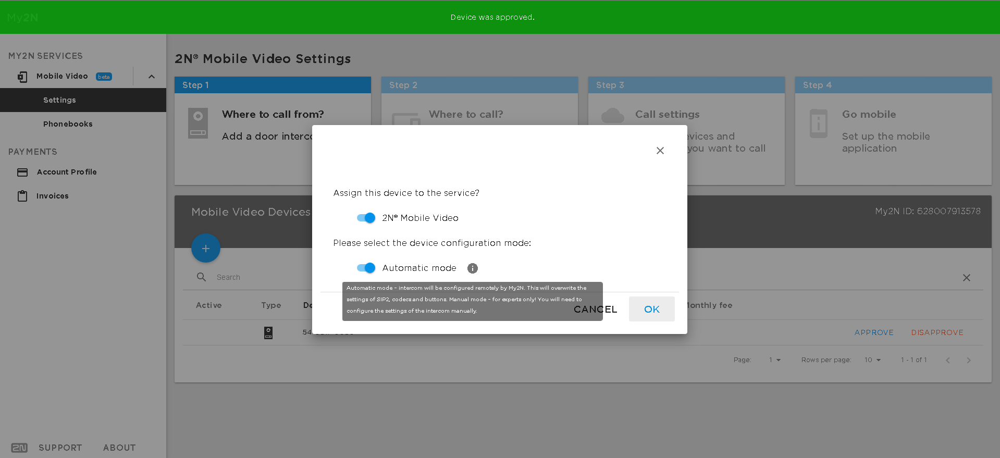 My2N
Device was approved.
MY2N SERVICES
Mobile Video beta
Settings
Phonebooks
PAYMENTS
Account Profile
Invoices
2N SUPPORT ABOUT
2N® Mobile Video Settings
Step 1
Where to call from?
Add a door interco
Step 2
Where to call?
Step 3
Call settings
evices and
you want to call
Step 4
Go mobile
Set up the mobile
application
Mobile Video Devices
My2N ID: 628007913578
Search
Active Type De Monthly fee
54
APPROVE DISAPPROVE
Page: 1 Rows per page: 10 1 - 1 of 1
Assign this device to the service?
2N® Mobile Video
Please select the device configuration mode:
Automatic mode
Automatic mode - intercom will be configured remotely by My2N. This will overwrite the
settings of SIP2, codecs and buttons. Manual mode - for experts only! You will need to
configure the settings of the intercom manually.
CANCEL OK